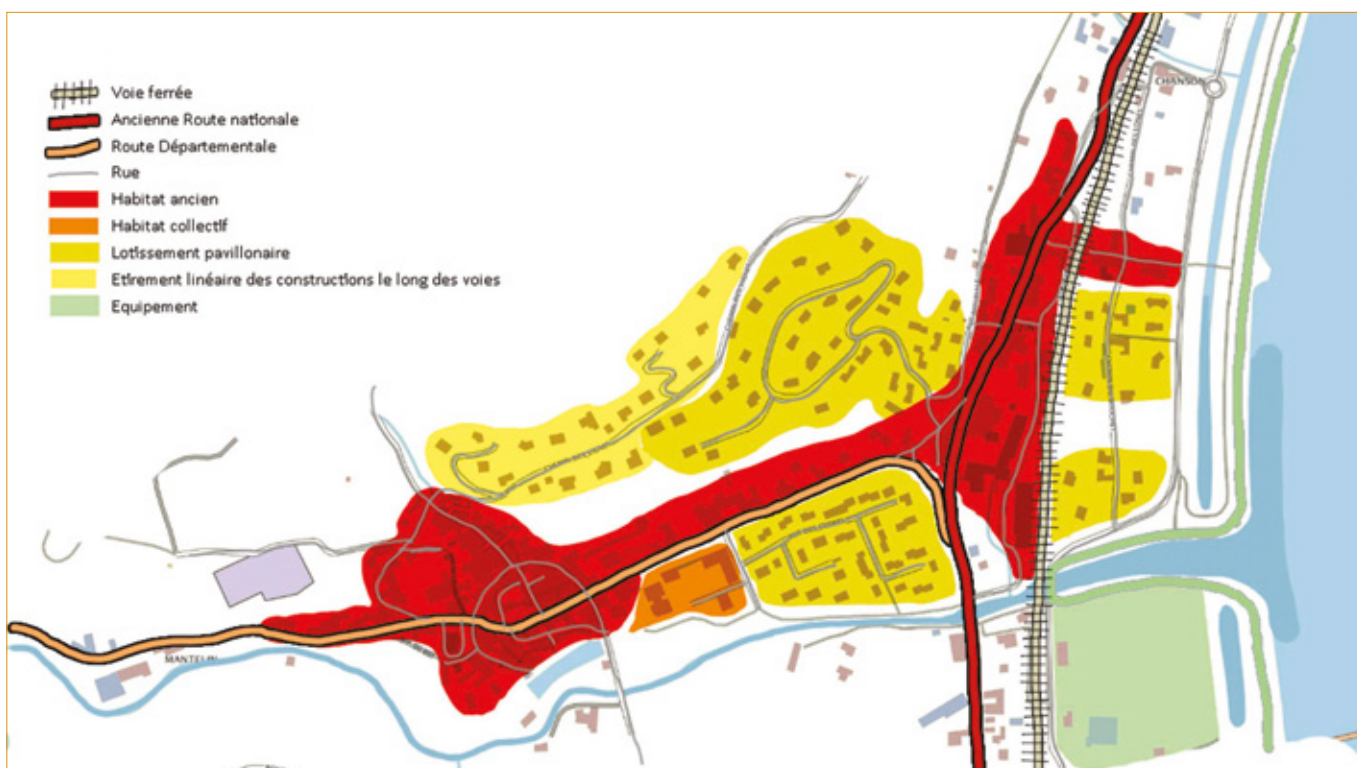 Voie ferrée
Ancienne Route nationale
Route Départementale
Rue
Habitat ancien
Habitat collectif
Lotissement pavillonaire
Etirement linéaire des constructions le long des voies
Equipement
CHANSON
MANTELIN